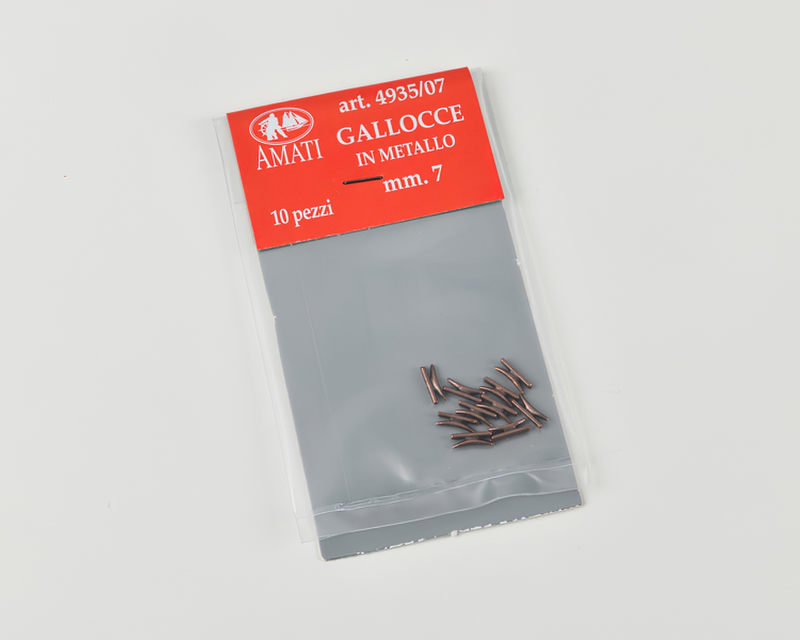 art. 4935/07
AMATI
GALLOCCE
IN METALLO
mm. 7
10 pezzi